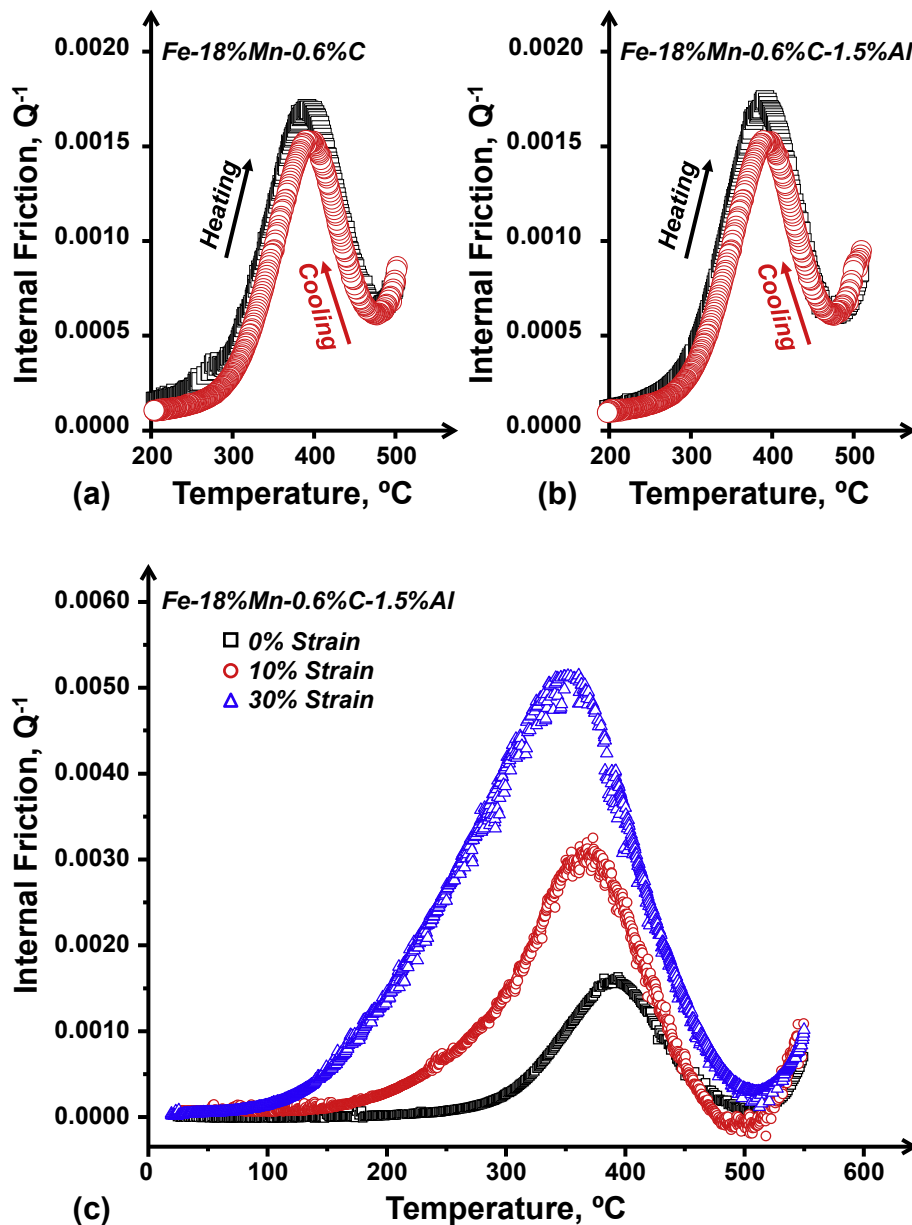 Fe-18%Mn-0.6%C
Internal Friction, Q-1
0.0020
0.0015
0.0010
0.0005
0.0000
Heating
Cooling
200 300 400 500
(a) Temperature, ºC
Fe-18%Mn-0.6%C-1.5%Al
Internal Friction, Q-1
0.0020
0.0015
0.0010
0.0005
0.0000
Heating
Cooling
200 300 400 500
(b) Temperature, ºC
Fe-18%Mn-0.6%C-1.5%Al
0% Strain
10% Strain
30% Strain
Internal Friction, Q-1
0.0060
0.0050
0.0040
0.0030
0.0020
0.0010
0.0000
0 100 200 300 400 500 600
(c) Temperature, ºC